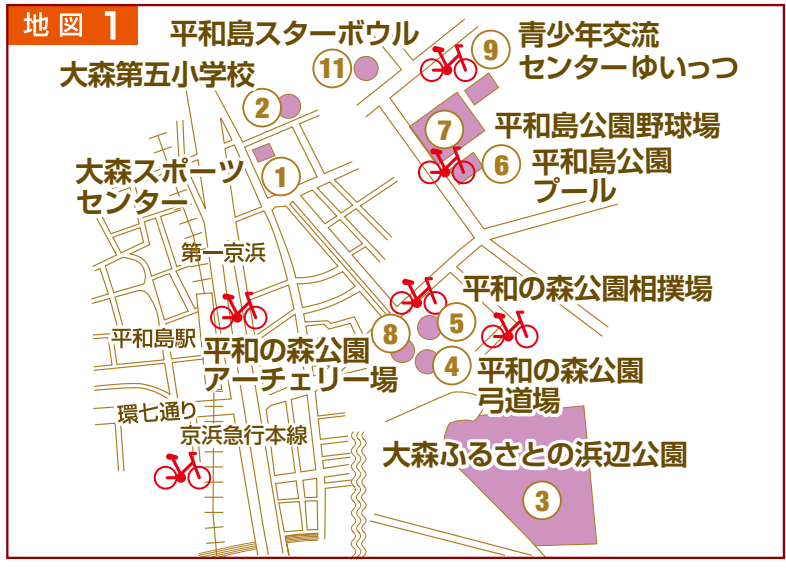 地図 1
平和島スターボウル
11
9
青少年交流
センターゆいっつ
大森第五小学校
2
7
平和島公園野球場
6
平和島公園
プール
大森スポーツ
センター
1
第一京浜
平和の森公園相撲場
5
8
平和島駅
平和の森公園
アーチェリー場
4
平和の森公園
弓道場
環七通り
京浜急行本線
大森ふるさとの浜辺公園
3